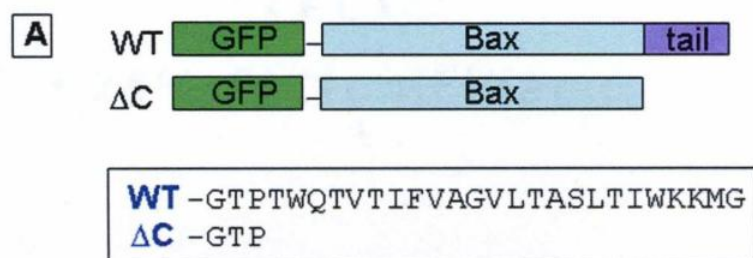 A
WT GFP Bax tail
ΔC GFP Bax
WT -GTPTWQTVTIFVAGVLTASLTIWKKMG
ΔC -GTP